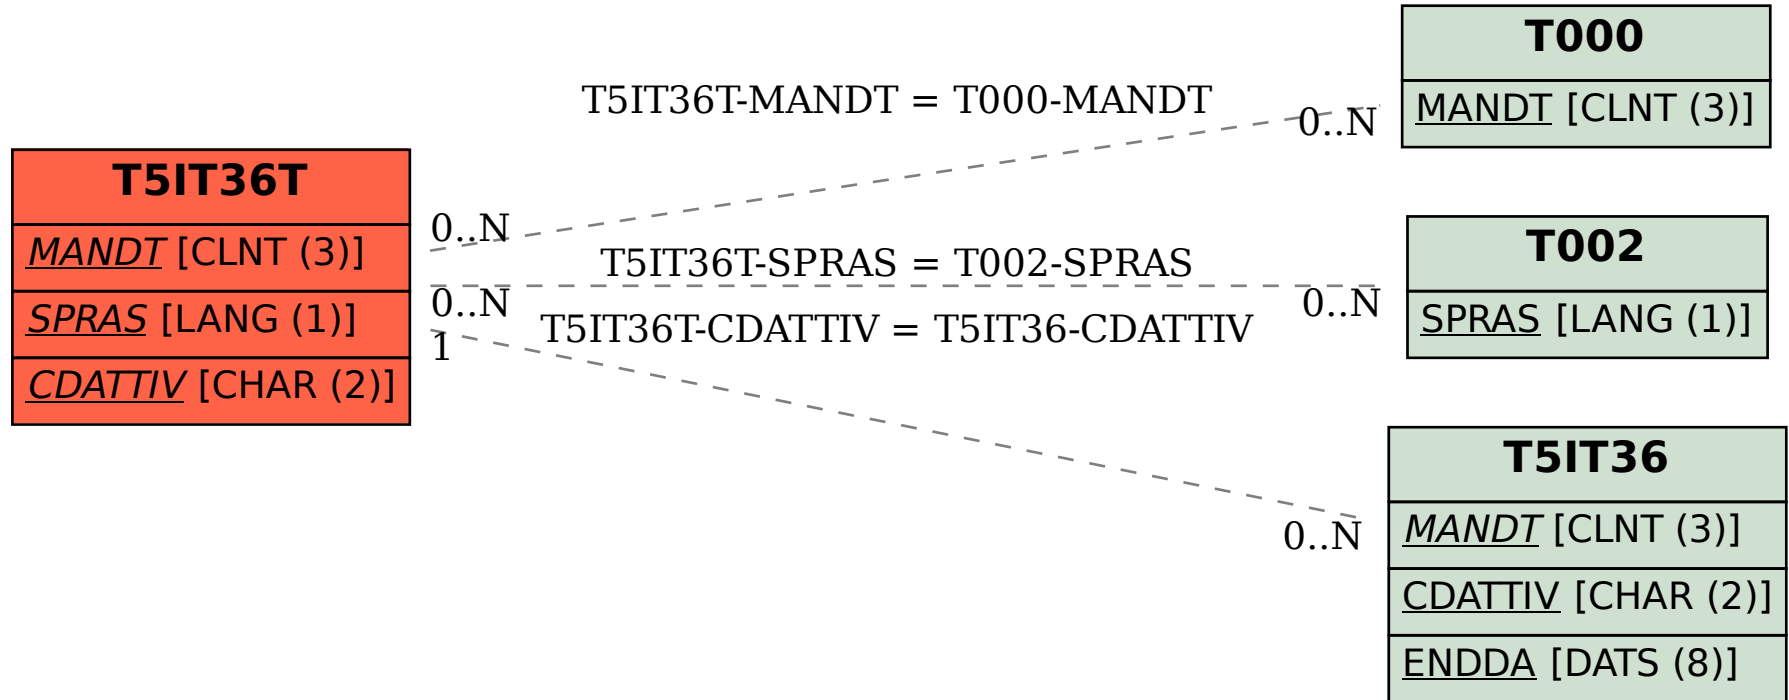 T5IT36T
MANDT [CLNT (3)]
SPRAS [LANG (1)]
CDATTIV [CHAR (2)]
T5IT36T-MANDT = T000-MANDT
0..N
0..N
T5IT36T-SPRAS = T002-SPRAS
0..N
0..N
T5IT36T-CDATTIV = T5IT36-CDATTIV
1
0..N
T000
MANDT [CLNT (3)]
T002
SPRAS [LANG (1)]
T5IT36
MANDT [CLNT (3)]
CDATTIV [CHAR (2)]
ENDDA [DATS (8)]